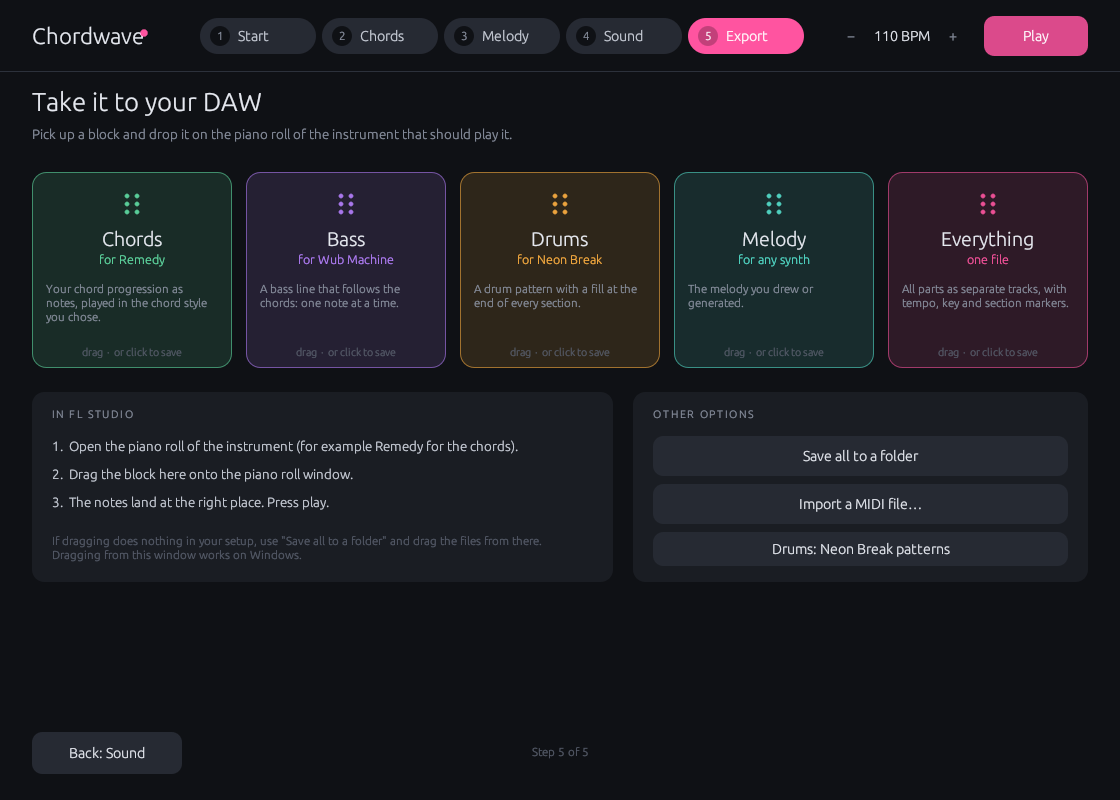 Chordwave
1 Start
2 Chords
3 Melody
4 Sound
5 Export
− 110 BPM +
Play
Take it to your DAW
Pick up a block and drop it on the piano roll of the instrument that should play it.
Chords
for Remedy
Your chord progression as
notes, played in the chord style
you chose.
drag · or click to save
Bass
for Wub Machine
A bass line that follows the
chords: one note at a time.
drag · or click to save
Drums
for Neon Break
A drum pattern with a fill at the
end of every section.
drag · or click to save
Melody
for any synth
The melody you drew or
generated.
drag · or click to save
Everything
one file
All parts as separate tracks, with
tempo, key and section markers.
drag · or click to save
IN FL STUDIO
1. Open the piano roll of the instrument (for example Remedy for the chords).
2. Drag the block here onto the piano roll window.
3. The notes land at the right place. Press play.
If dragging does nothing in your setup, use "Save all to a folder" and drag the files from there.
Dragging from this window works on Windows.
OTHER OPTIONS
Save all to a folder
Import a MIDI file...
Drums: Neon Break patterns
Back: Sound
Step 5 of 5